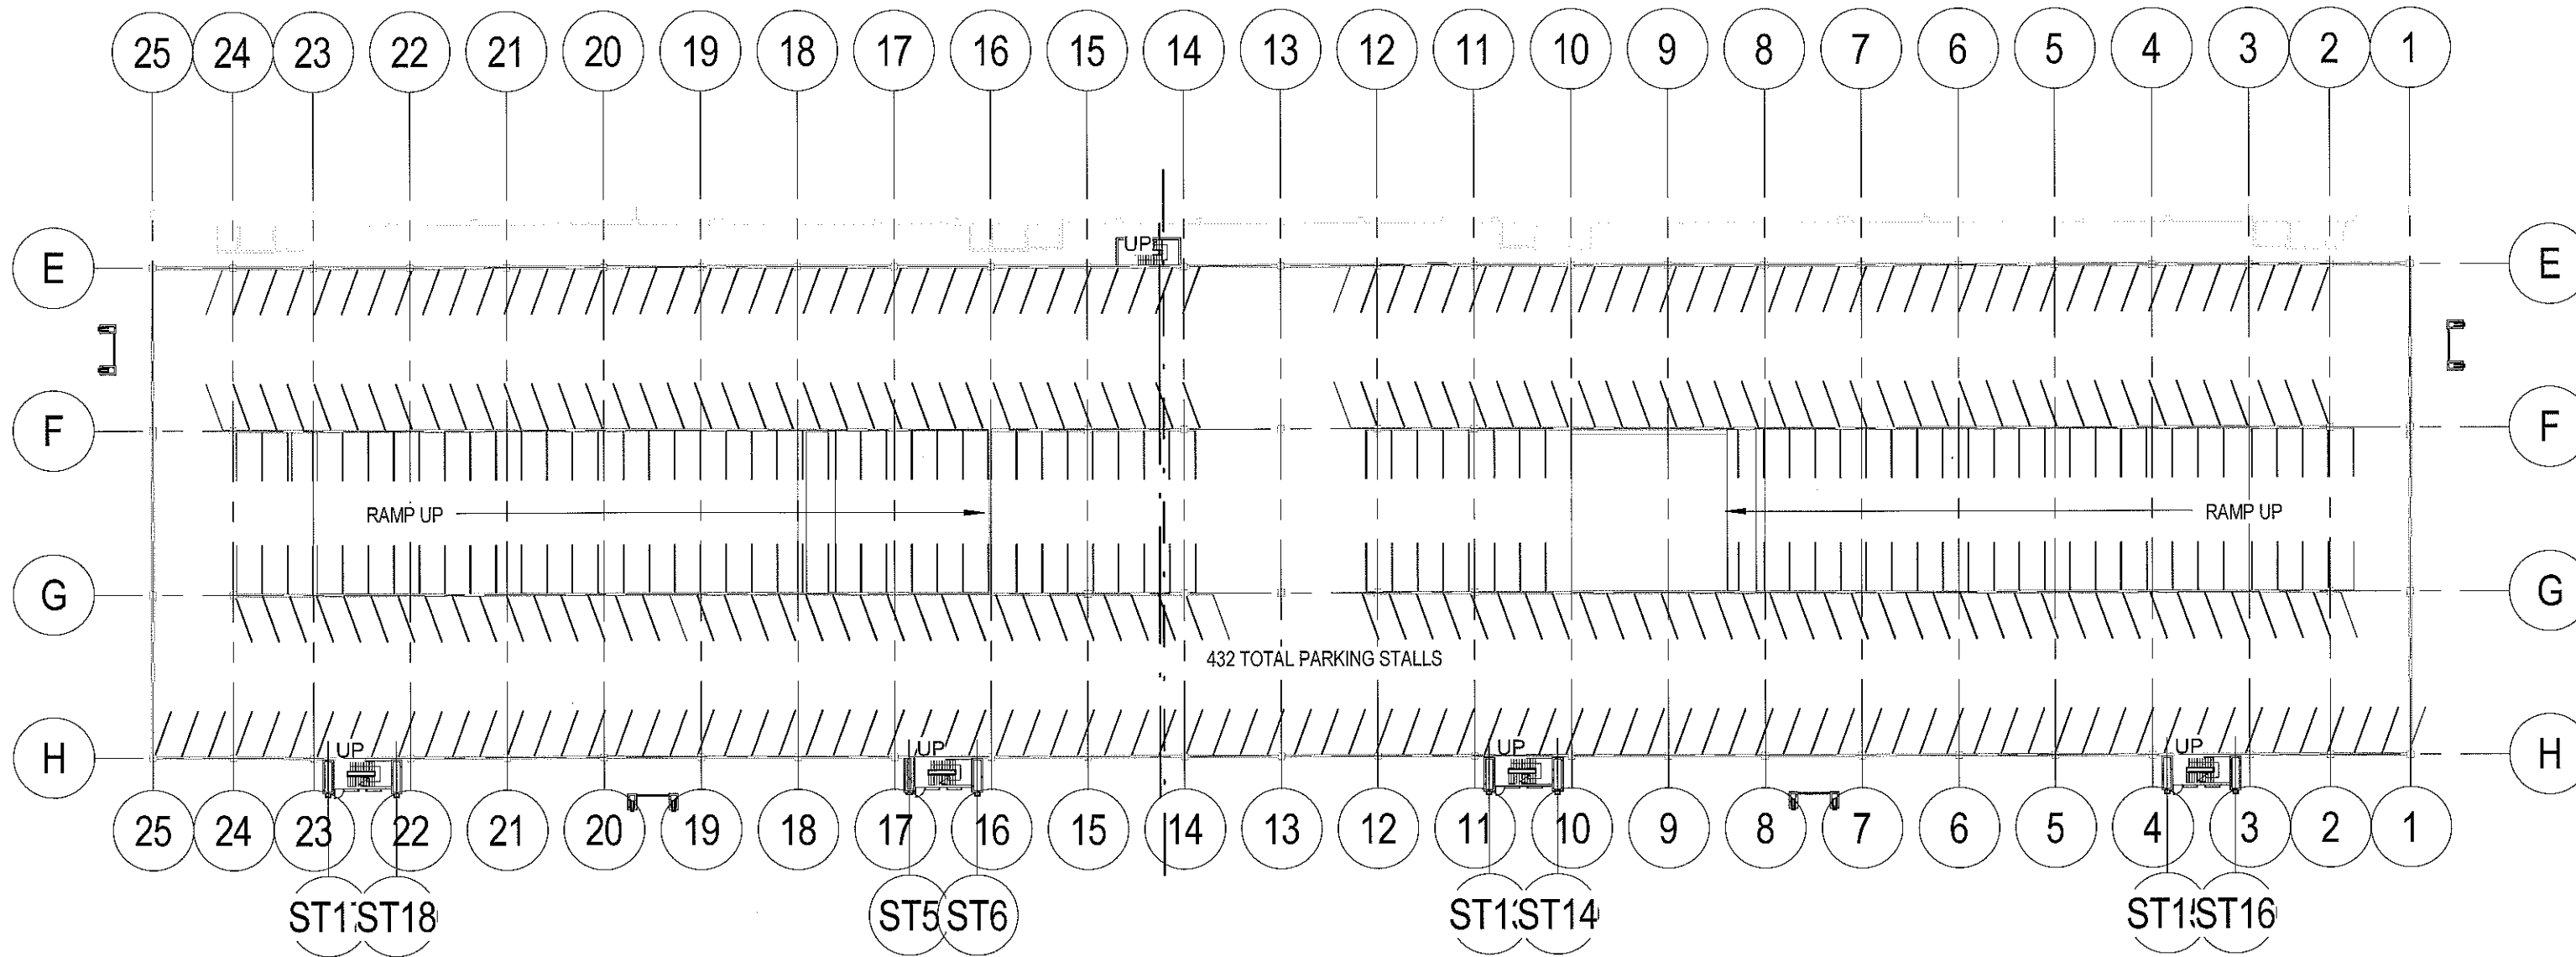 25 24 23 22 21 20 19 18 17 16 15 14 13 12 11 10 9 8 7 6 5 4 3 2 1
UP
E E
F F
RAMP UP RAMP UP
G G
432 TOTAL PARKING STALLS
H UP UP UP UP H
25 24 23 22 21 20 19 18 17 16 15 14 13 12 11 10 9 8 7 6 5 4 3 2 1
ST18 ST5 ST6 ST14 ST16